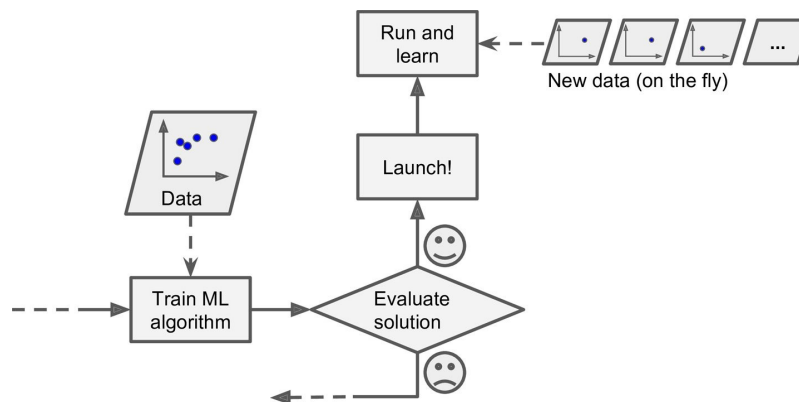 Run and
learn
...
New data (on the fly)
Launch!
Data
Train ML
algorithm
Evaluate
solution